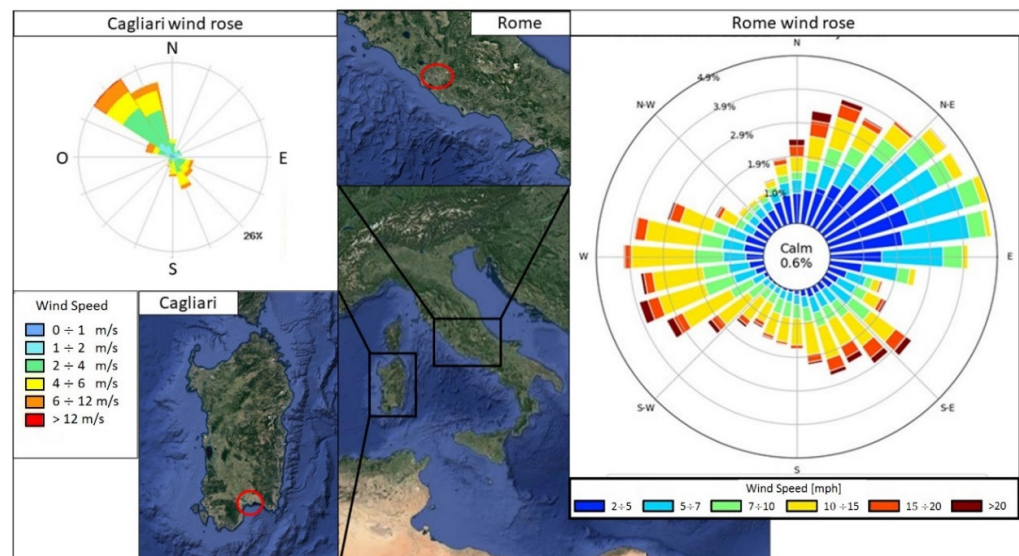 Cagliari wind rose
N
O
E
S
26%
Wind Speed
0 ÷ 1 m/s
1 ÷ 2 m/s
2 ÷ 4 m/s
4 ÷ 6 m/s
6 ÷ 12 m/s
> 12 m/s
Cagliari
Rome
Rome wind rose
N
4.9%
N-W
N-E
3.9%
2.9%
1.9%
1.0%
W
Calm
0.6%
E
S-W
S-E
S
Wind Speed [mph]
2÷5
5÷7
7÷10
10 ÷15
15 ÷20
>20